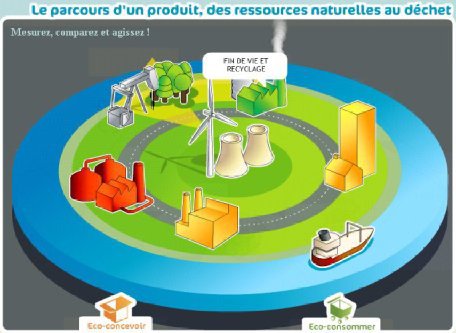 Le parcours d'un produit, des ressources naturelles au déchet
Mesurez, comparez et agissez !
FIN DE VIE ET
RECYCLAGE
Eco-concevoir
Eco-consommer